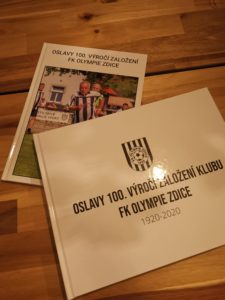 OSLAVY 100. VÝROČÍ ZALOŽENÍ
FK OLYMPIE ZDICE
OSLAVY 100. VÝROČÍ ZALOŽENÍ KLUBU
FK OLYMPIE ZDICE
1920-2020